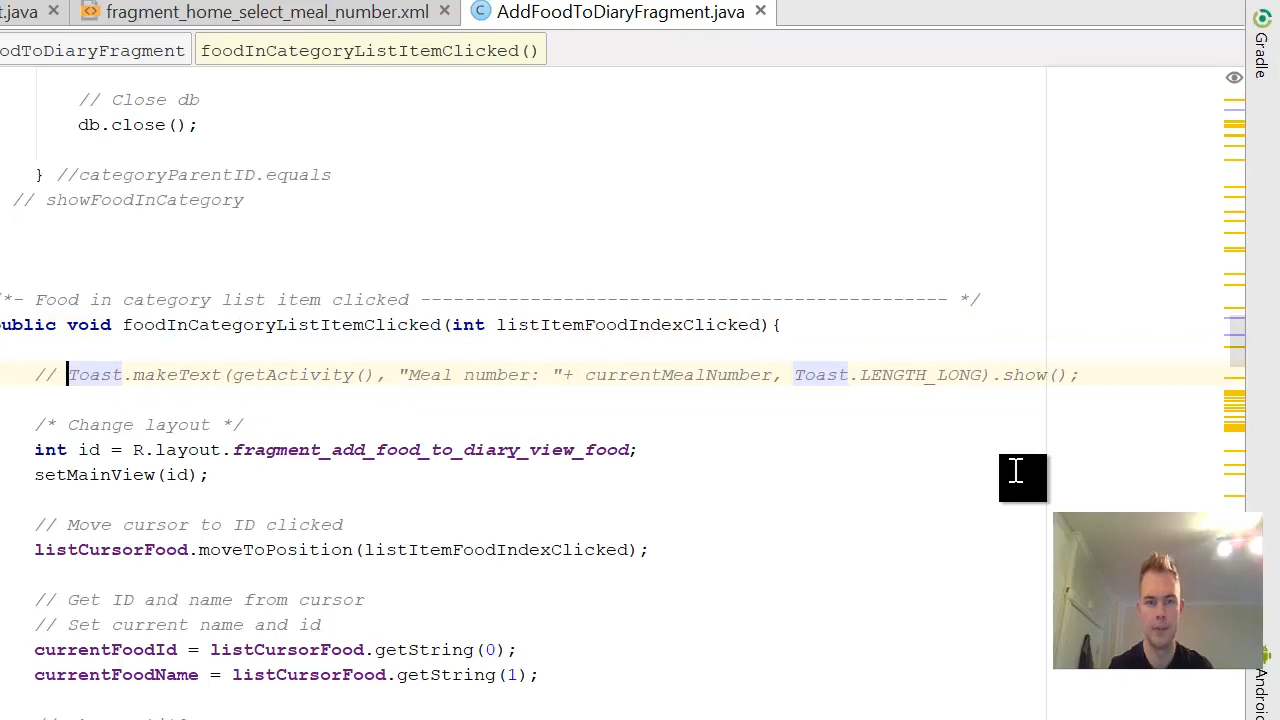 t.java
fragment_home_select_meal_number.xml
AddFoodToDiaryFragment.java
odToDiaryFragment
foodInCategoryListItemClicked()
Gradle
// Close db
db.close();
} //categoryParentID.equals
// showFoodInCategory
*- Food in category list item clicked ------------------------------------------------ */
public void foodInCategoryListItemClicked(int listItemFoodIndexClicked){
// Toast.makeText(getActivity(), "Meal number: "+ currentMealNumber, Toast.LENGTH_LONG).show();
/* Change layout */
int id = R.layout.fragment_add_food_to_diary_view_food;
setMainView(id);
// Move cursor to ID clicked
listCursorFood.moveToPosition(listItemFoodIndexClicked);
// Get ID and name from cursor
// Set current name and id
currentFoodId = listCursorFood.getString(0);
currentFoodName = listCursorFood.getString(1);
Android